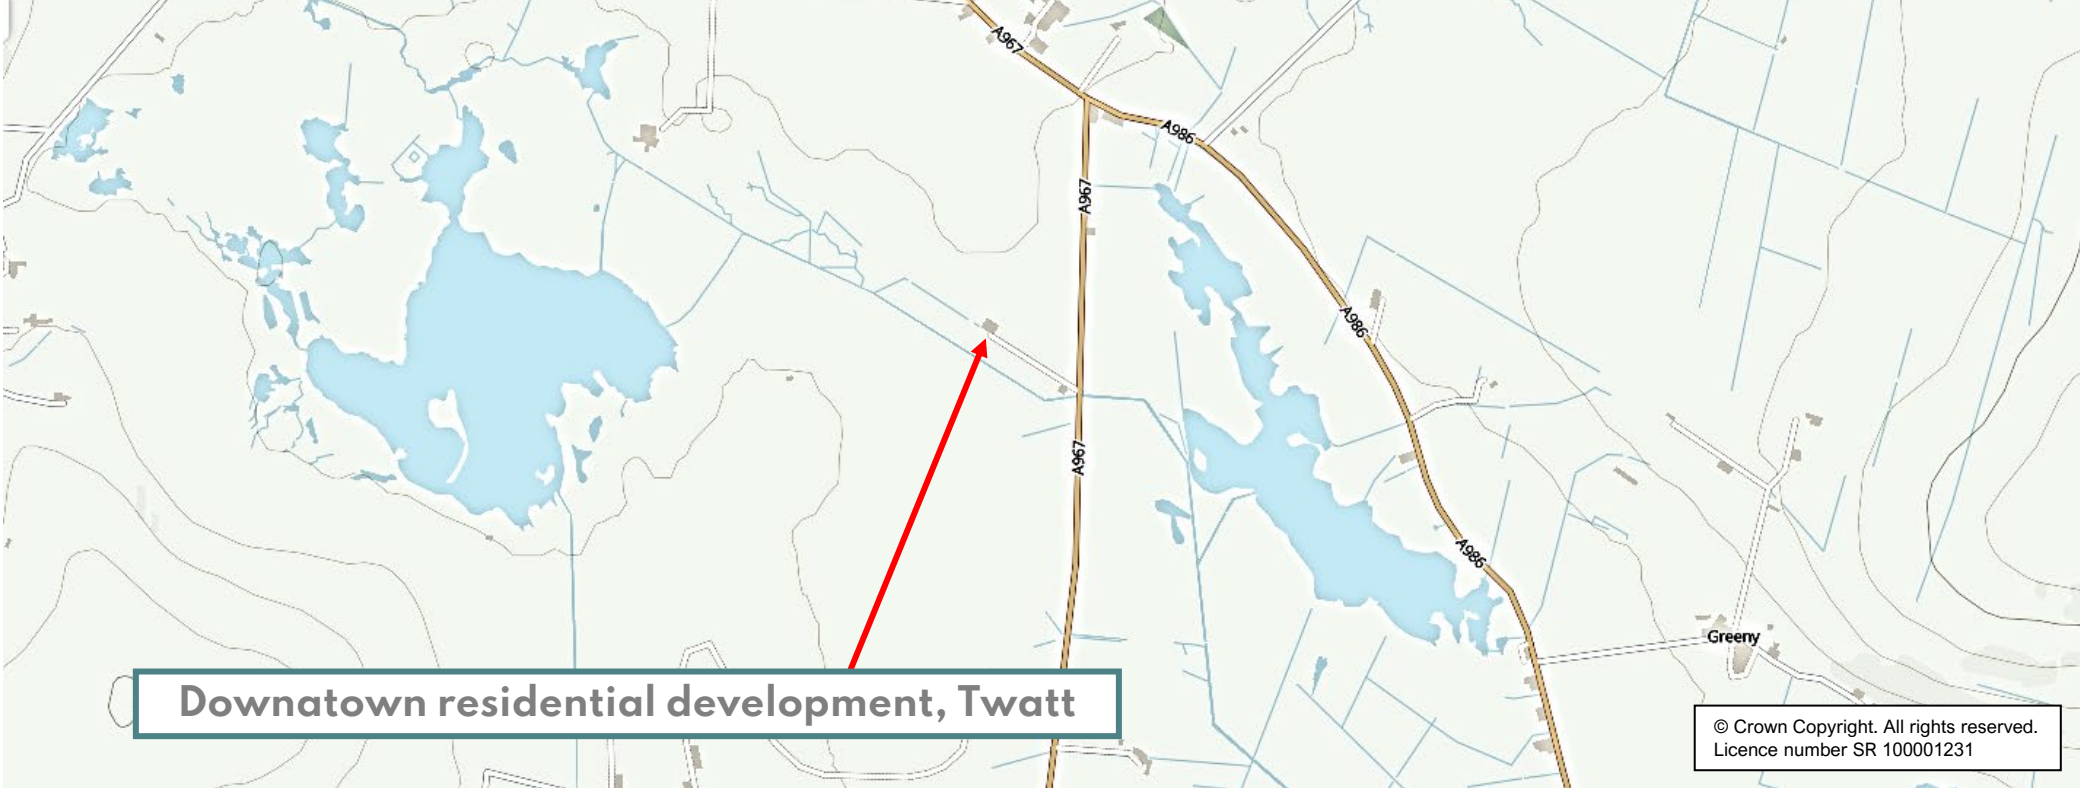 A967
A986
A967
A986
A967
A986
Greeny
Downatown residential development, Twatt
© Crown Copyright. All rights reserved.
Licence number SR 100001231